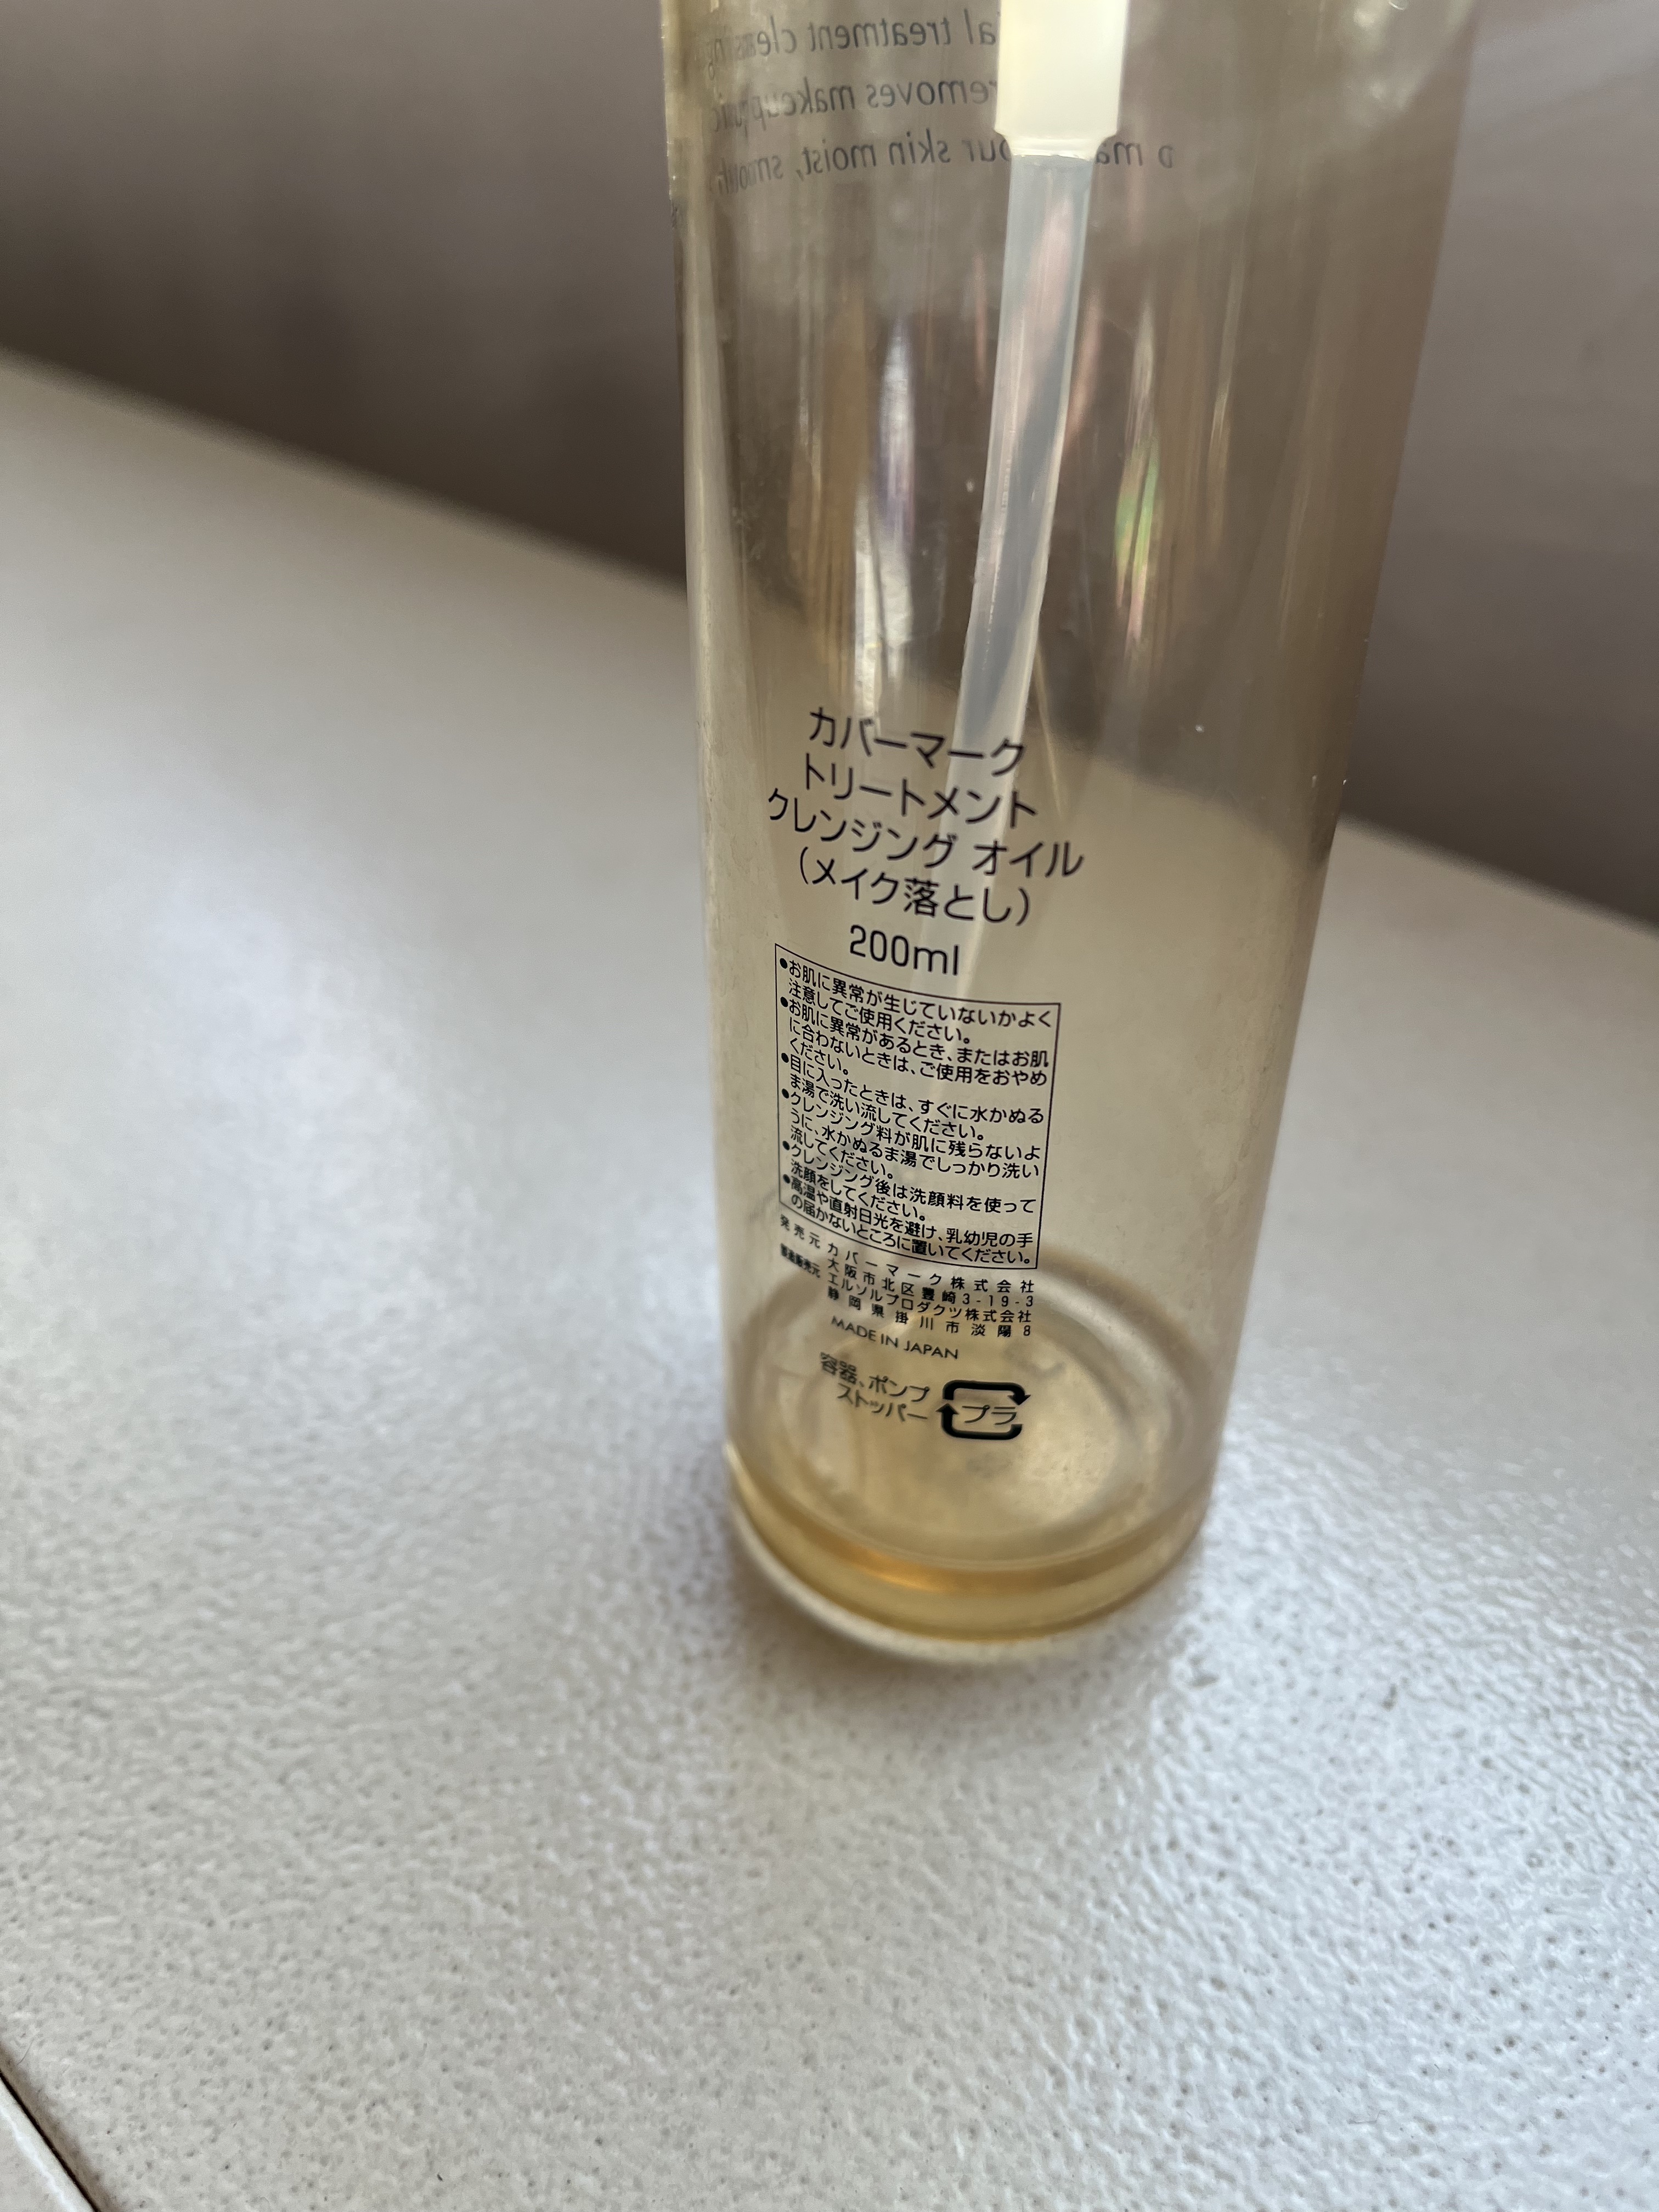 treatment
removes makeup
skin moist,
カバーマーク
トリートメント
クレンジング オイル
(メイク落とし)
200ml
●お肌に異常が生じていないかよく
注意してご使用ください。
●お肌に異常があるとき、またはお肌
に合わないときは、ご使用をおやめ
ください。
●目に入ったときは、すぐに水かぬる
ま湯で洗い流してください。
●クレンジング料が肌に残らないよ
うに、水かぬるま湯でしっかり洗い
流してください。
●クレンジング後は洗顔料を使って
洗顔をしてください。
●高温や直射日光を避け、乳幼児の手
の届かないところに置いてください。
発売元 カバーマーク株式会社
大阪市北区豊崎3-19-3
製造販売元 エルソルプロダクツ株式会社
静岡県掛川市淡陽8
MADE IN JAPAN
容器、ポンプ
ストッパー プラ